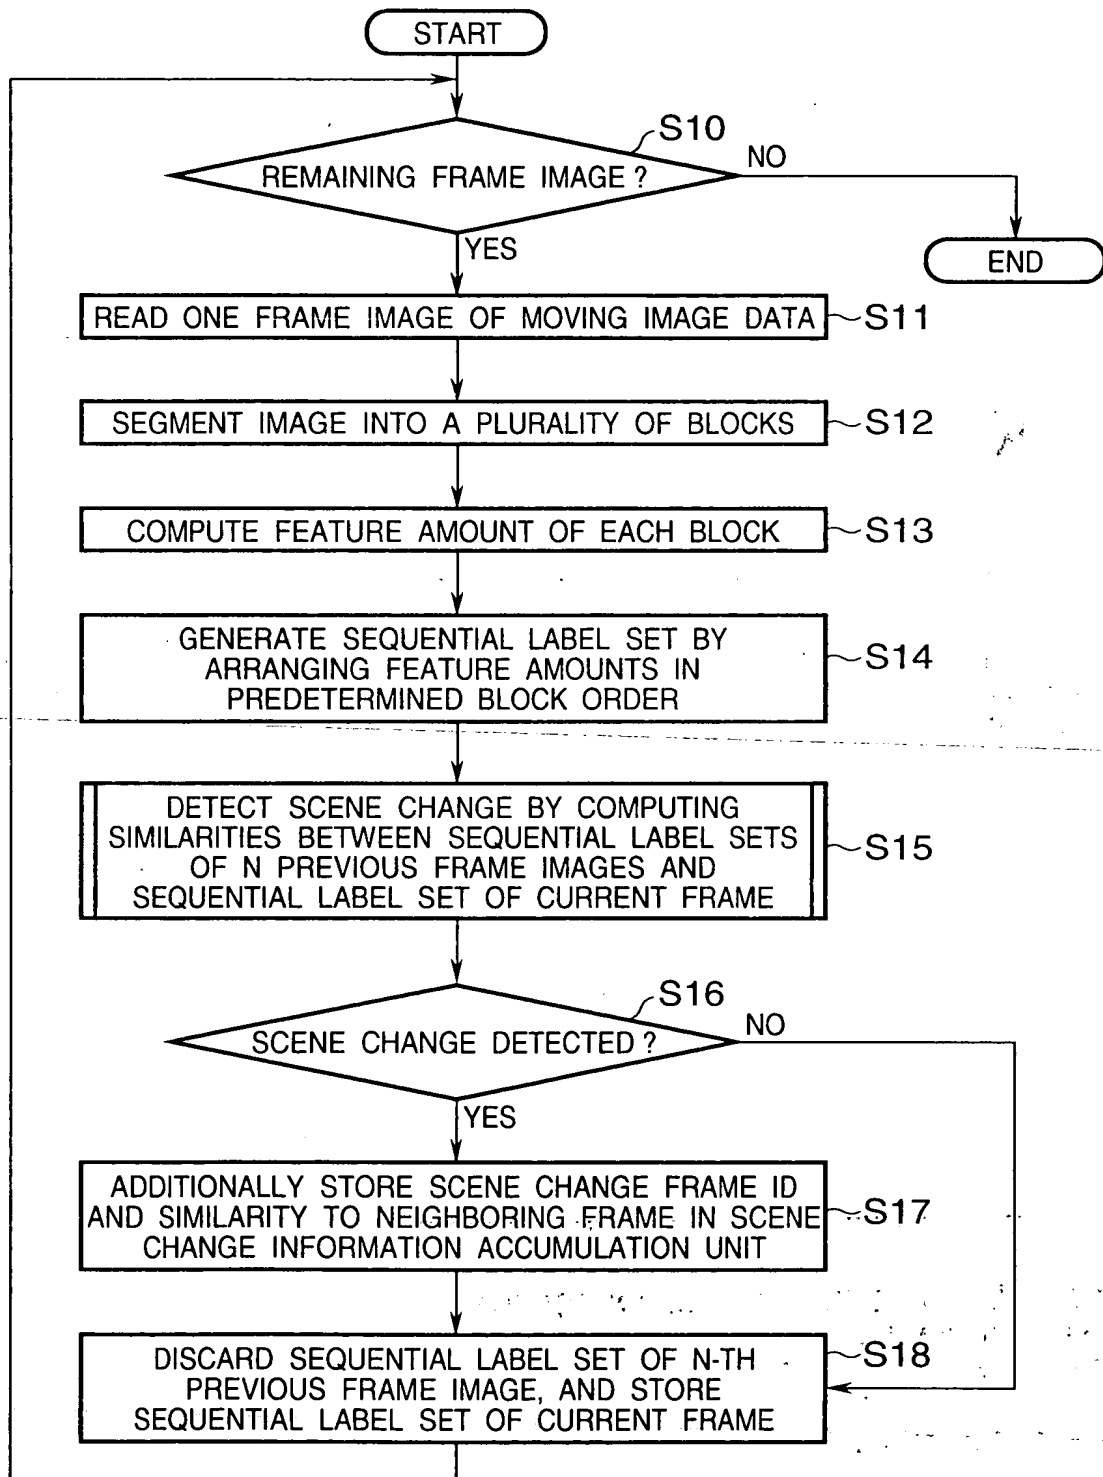 START
S10
REMAINING FRAME IMAGE ?
NO
YES
END
READ ONE FRAME IMAGE OF MOVING IMAGE DATA
S11
SEGMENT IMAGE INTO A PLURALITY OF BLOCKS
S12
COMPUTE FEATURE AMOUNT OF EACH BLOCK
S13
GENERATE SEQUENTIAL LABEL SET BY
ARRANGING FEATURE AMOUNTS IN
PREDETERMINED BLOCK ORDER
S14
DETECT SCENE CHANGE BY COMPUTING
SIMILARITIES BETWEEN SEQUENTIAL LABEL SETS
OF N PREVIOUS FRAME IMAGES AND
SEQUENTIAL LABEL SET OF CURRENT FRAME
S15
S16
SCENE CHANGE DETECTED ?
NO
YES
ADDITIONALLY STORE SCENE CHANGE FRAME ID
AND SIMILARITY TO NEIGHBORING FRAME IN SCENE
CHANGE INFORMATION ACCUMULATION UNIT
S17
DISCARD SEQUENTIAL LABEL SET OF N-TH
PREVIOUS FRAME IMAGE, AND STORE
SEQUENTIAL LABEL SET OF CURRENT FRAME
S18